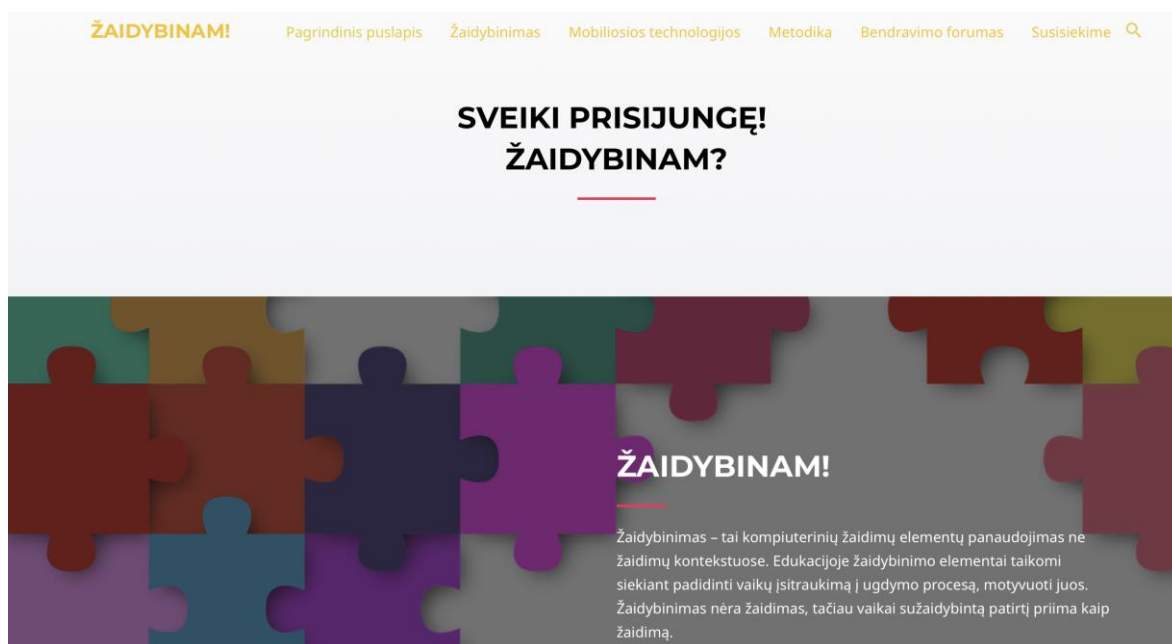 ŽAIDYBINAM! Pagrindinis puslapis Žaidybinimas Mobiliosios technologijos Metodika Bendravimo forumas Susisiekime
SVEIKI PRISIJUNGĘ!
ŽAIDYBINAM?
ŽAIDYBINAM!
Žaidybinimas – tai kompiuterinių žaidimų elementų panaudojimas ne
žaidimų kontekstuose. Edukacijoje žaidybinimo elementai taikomi
siekiant padidinti vaikų įsitraukimą į ugdymo procesą, motyvuoti juos.
Žaidybinimas nėra žaidimas, tačiau vaikai sužaidybintą patirtį priima kaip
žaidimą.